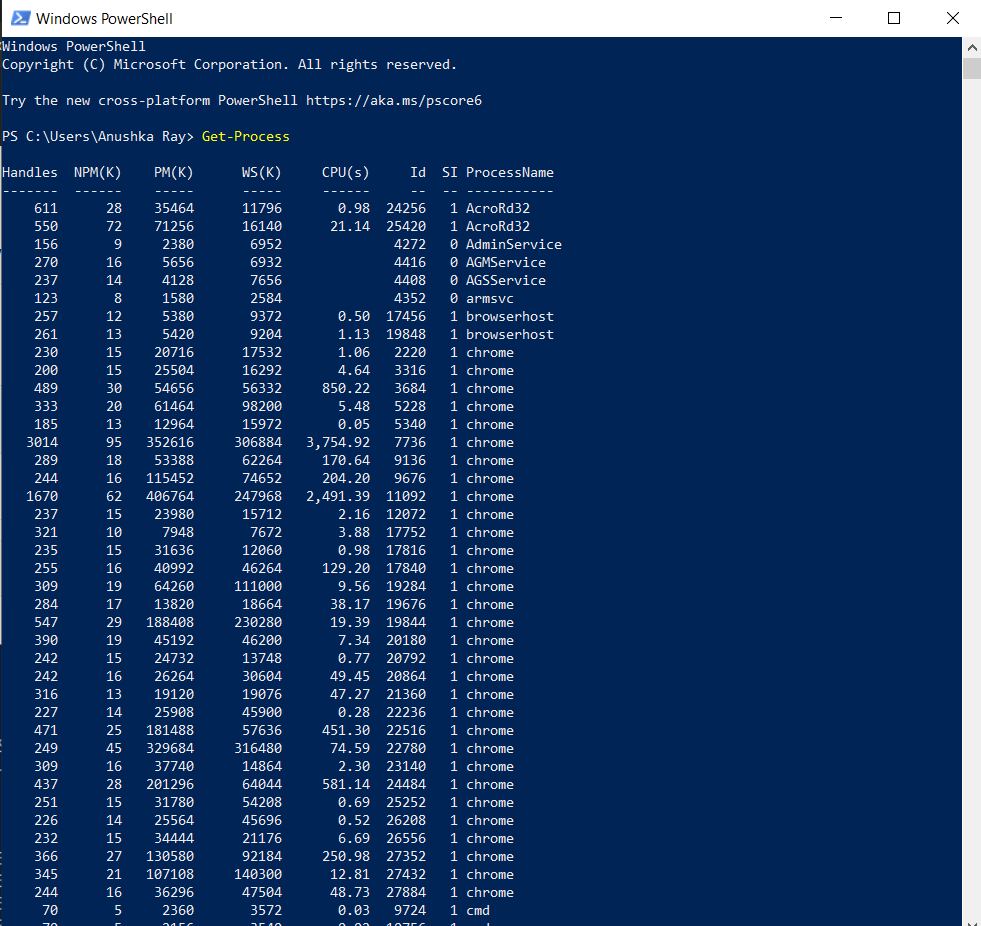 Windows PowerShell
Windows PowerShell
Copyright (C) Microsoft Corporation. All rights reserved.
Try the new cross-platform PowerShell https://aka.ms/pscore6
PS C:\Users\Anushka Ray> Get-Process
Handles NPM(K) PM(K) WS(K) CPU(s) Id SI ProcessName
------- ------ ----- ----- ------ -- -- -----------
611 28 35464 11796 0.98 24256 1 AcroRd32
550 72 71256 16140 21.14 25420 1 AcroRd32
156 9 2380 6952 4272 0 AdminService
270 16 5656 6932 4416 0 AGMService
237 14 4128 7656 4408 0 AGSService
123 8 1580 2584 4352 0 armsvc
257 12 5380 9372 0.50 17456 1 browserhost
261 13 5420 9204 1.13 19848 1 browserhost
230 15 20716 17532 1.06 2220 1 chrome
200 15 25504 16292 4.64 3316 1 chrome
489 30 54656 56332 850.22 3684 1 chrome
333 20 61464 98200 5.48 5228 1 chrome
185 13 12964 15972 0.05 5340 1 chrome
3014 95 352616 306884 3,754.92 7736 1 chrome
289 18 53388 62264 170.64 9136 1 chrome
244 16 115452 74652 204.20 9676 1 chrome
1670 62 406764 247968 2,491.39 11092 1 chrome
237 15 23980 15712 2.16 12072 1 chrome
321 10 7948 7672 3.88 17752 1 chrome
235 15 31636 12060 0.98 17816 1 chrome
255 16 40992 46264 129.20 17840 1 chrome
309 19 64260 111000 9.56 19284 1 chrome
284 17 13820 18664 38.17 19676 1 chrome
547 29 188408 230280 19.39 19844 1 chrome
390 19 45192 46200 7.34 20180 1 chrome
242 15 24732 13748 0.77 20792 1 chrome
242 16 26264 30604 49.45 20864 1 chrome
316 13 19120 19076 47.27 21360 1 chrome
227 14 25908 45900 0.28 22236 1 chrome
471 25 181488 57636 451.30 22516 1 chrome
249 45 329684 316480 74.59 22780 1 chrome
309 16 37740 14864 2.30 23140 1 chrome
437 28 201296 64044 581.14 24484 1 chrome
251 15 31780 54208 0.69 25252 1 chrome
226 14 25564 45696 0.52 26208 1 chrome
232 15 34444 21176 6.69 26556 1 chrome
366 27 130580 92184 250.98 27352 1 chrome
345 21 107108 140300 12.81 27432 1 chrome
244 16 36296 47504 48.73 27884 1 chrome
70 5 2360 3572 0.03 9724 1 cmd